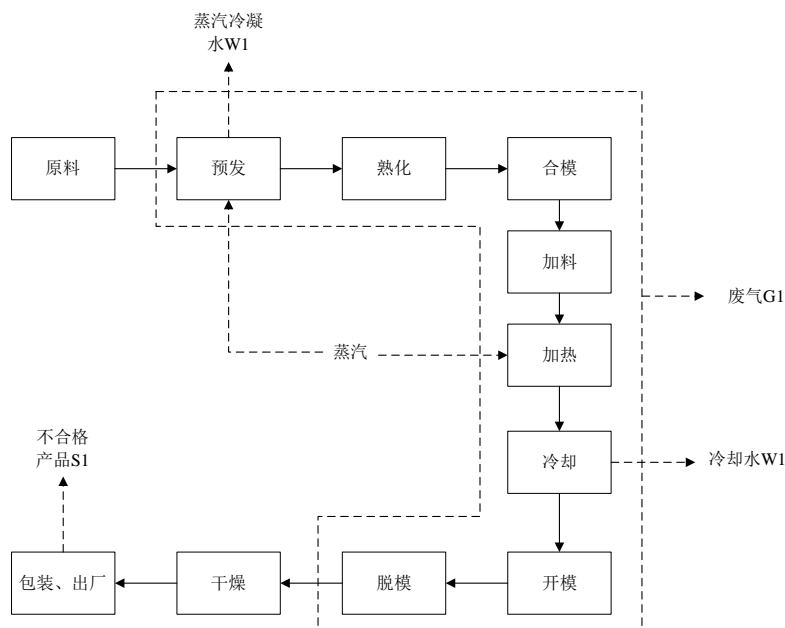 蒸汽冷凝
水W1
原料
预发
熟化
合模
加料
废气G1
蒸汽
加热
不合格
产品S1
冷却
冷却水W1
包装、出厂
干燥
脱模
开模